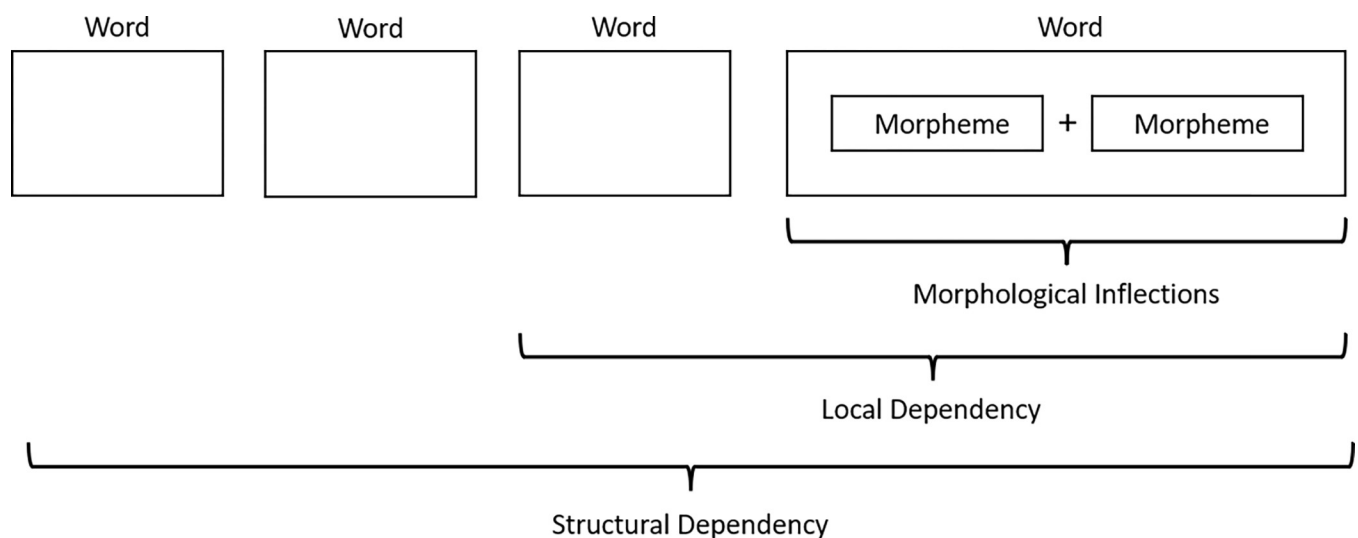 Word Word Word Word
Morpheme + Morpheme
Morphological Inflections
Local Dependency
Structural Dependency